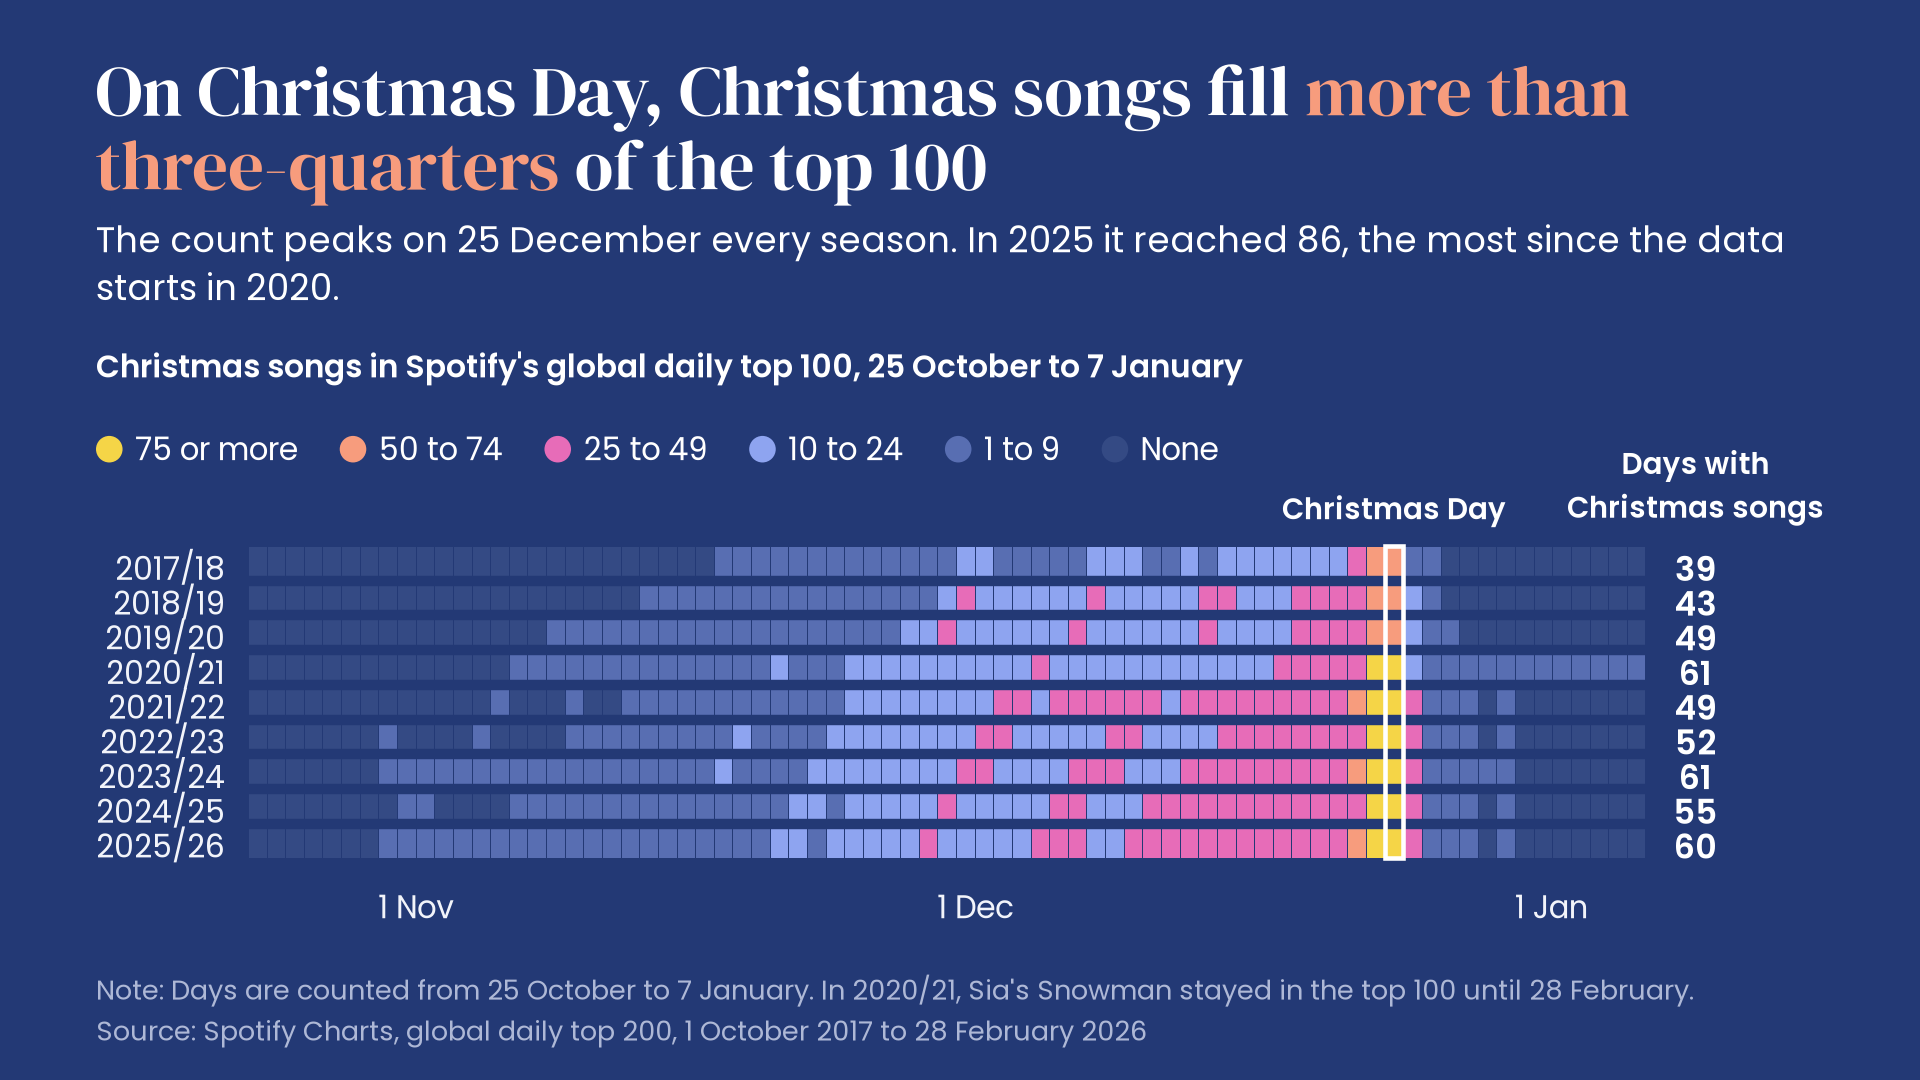 On Christmas Day, Christmas songs fill more than
three-quarters of the top 100
The count peaks on 25 December every season. In 2025 it reached 86, the most since the data
starts in 2020.
Christmas songs in Spotify's global daily top 100, 25 October to 7 January
75 or more
50 to 74
25 to 49
10 to 24
1 to 9
None
Christmas Day
Days with
Christmas songs
2017/18 39
2018/19 43
2019/20 49
2020/21 61
2021/22 49
2022/23 52
2023/24 61
2024/25 55
2025/26 60
1 Nov
1 Dec
1 Jan
Note: Days are counted from 25 October to 7 January. In 2020/21, Sia's Snowman stayed in the top 100 until 28 February.
Source: Spotify Charts, global daily top 200, 1 October 2017 to 28 February 2026